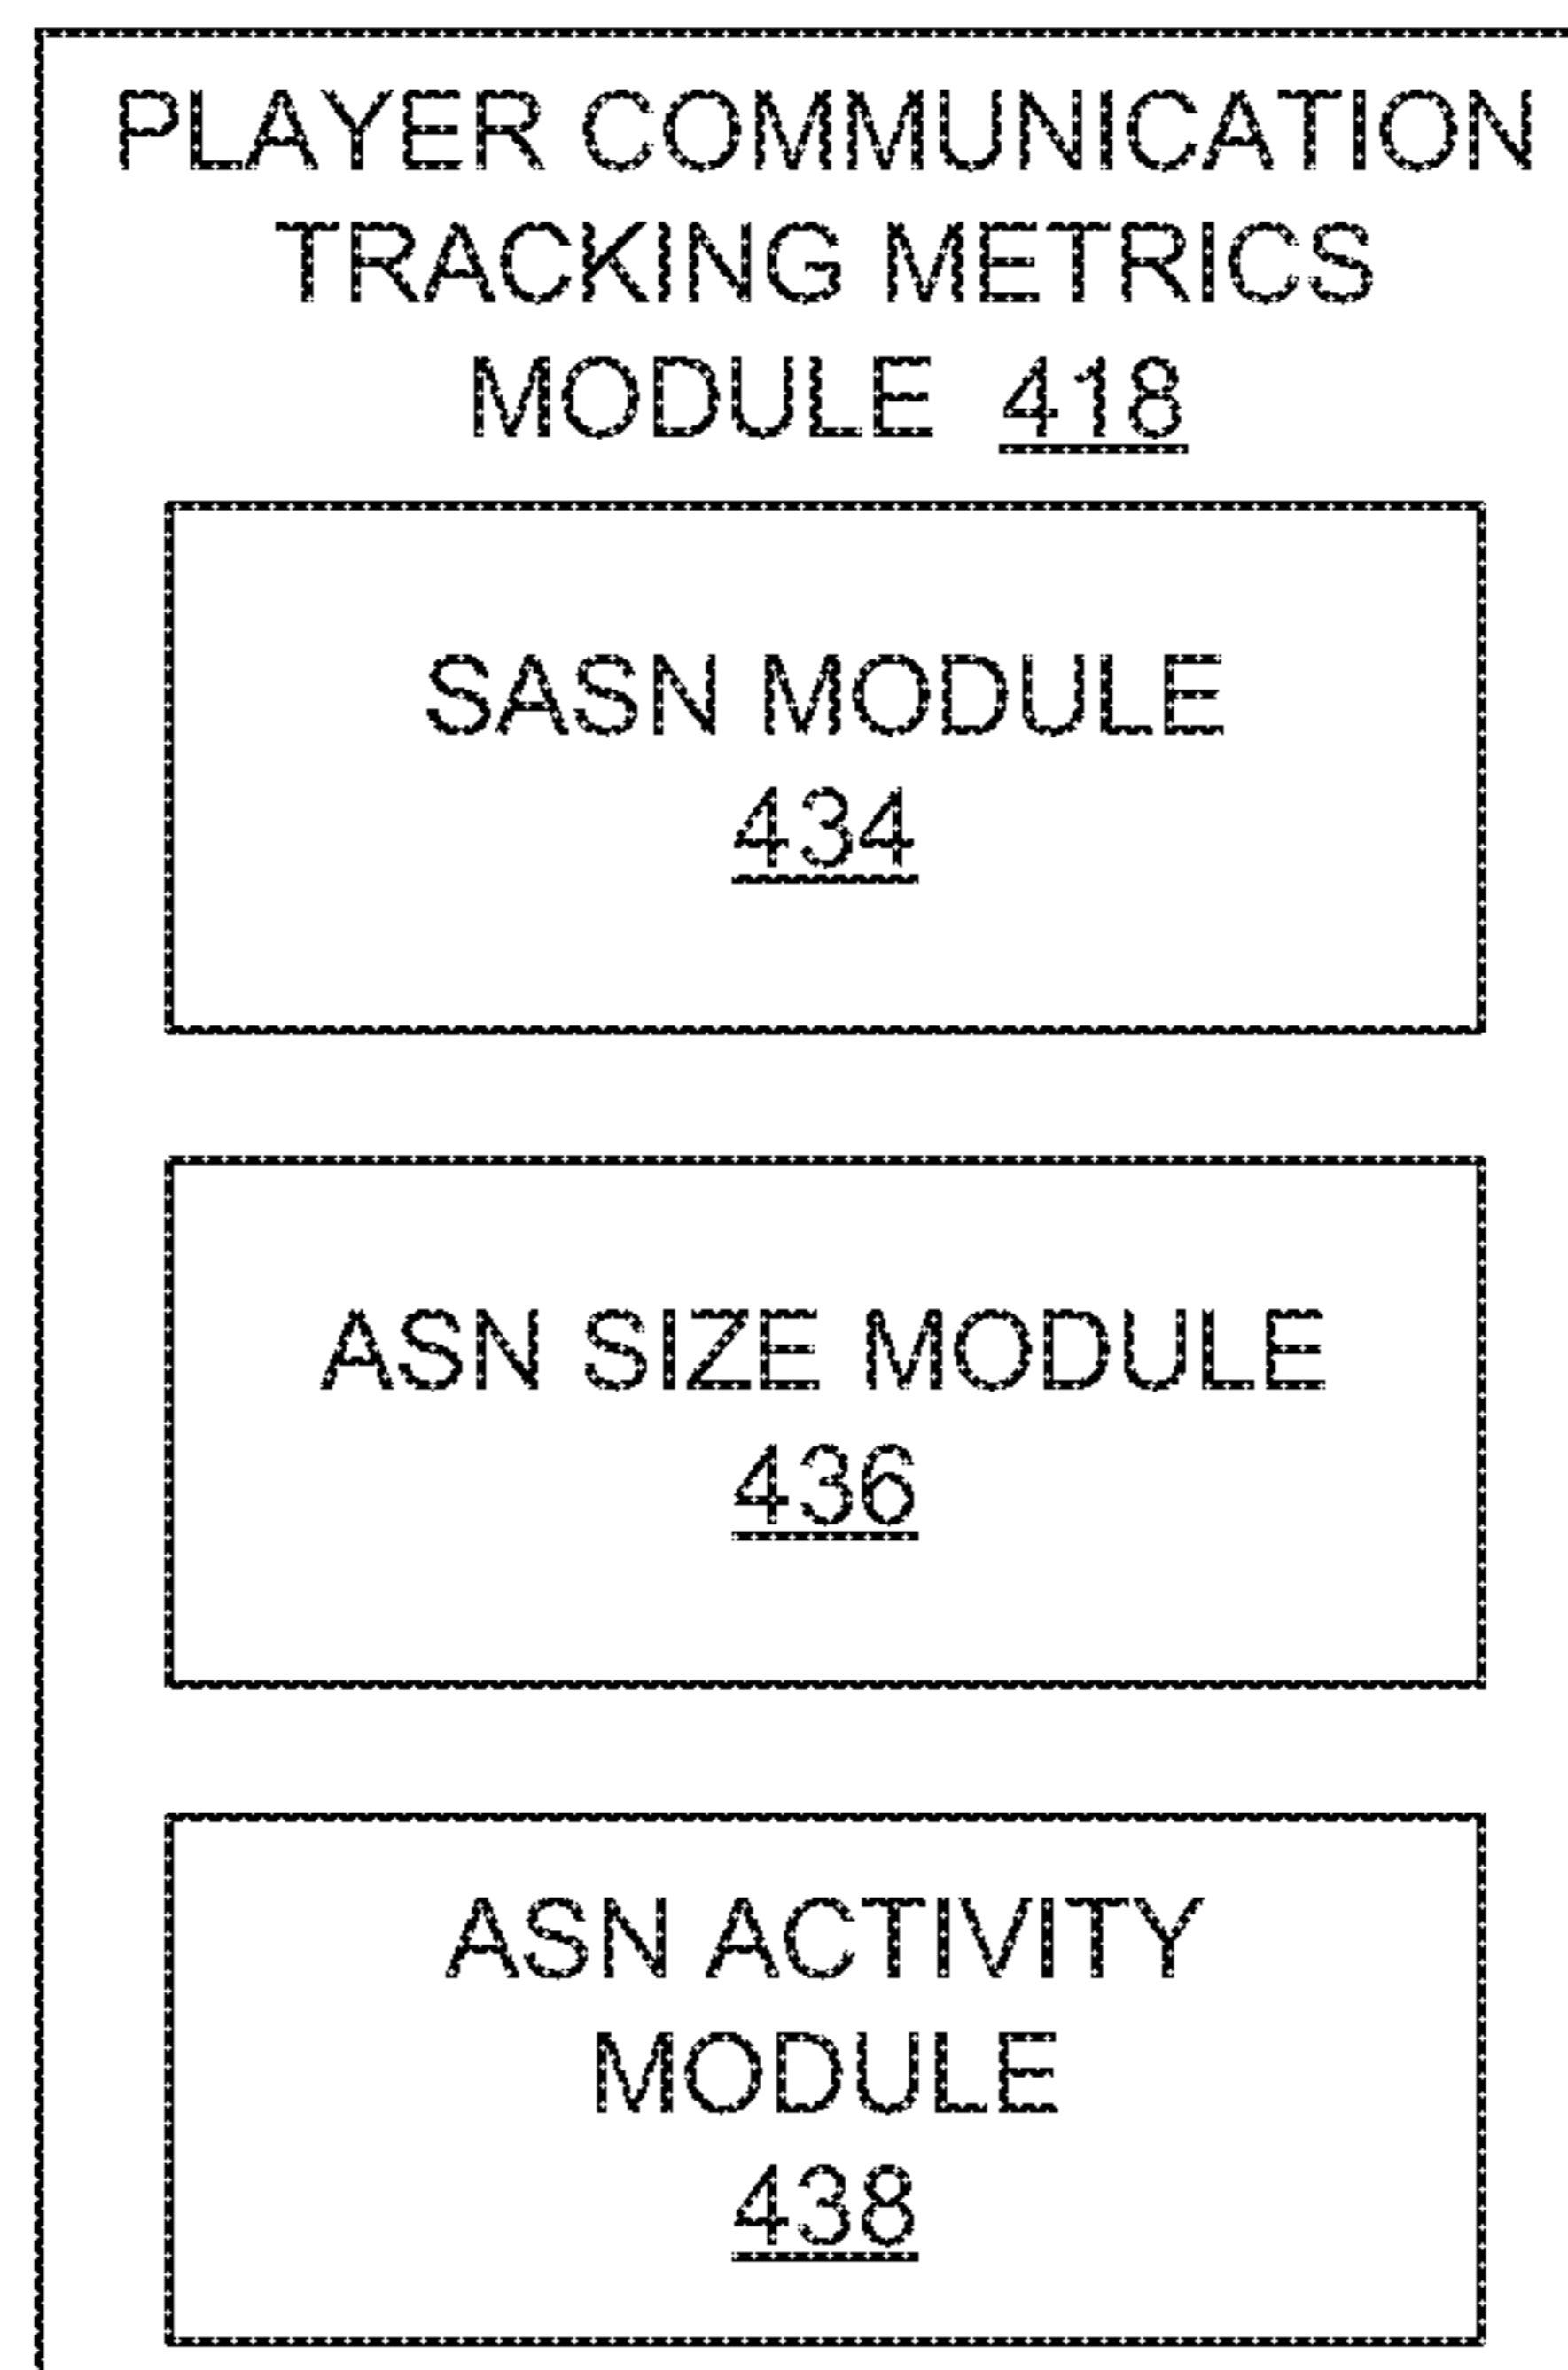 PLAYER COMMUNICATION
TRACKING METRICS
MODULE 418
SASN MODULE
434
ASN SIZE MODULE
436
ASN ACTIVITY
MODULE
438